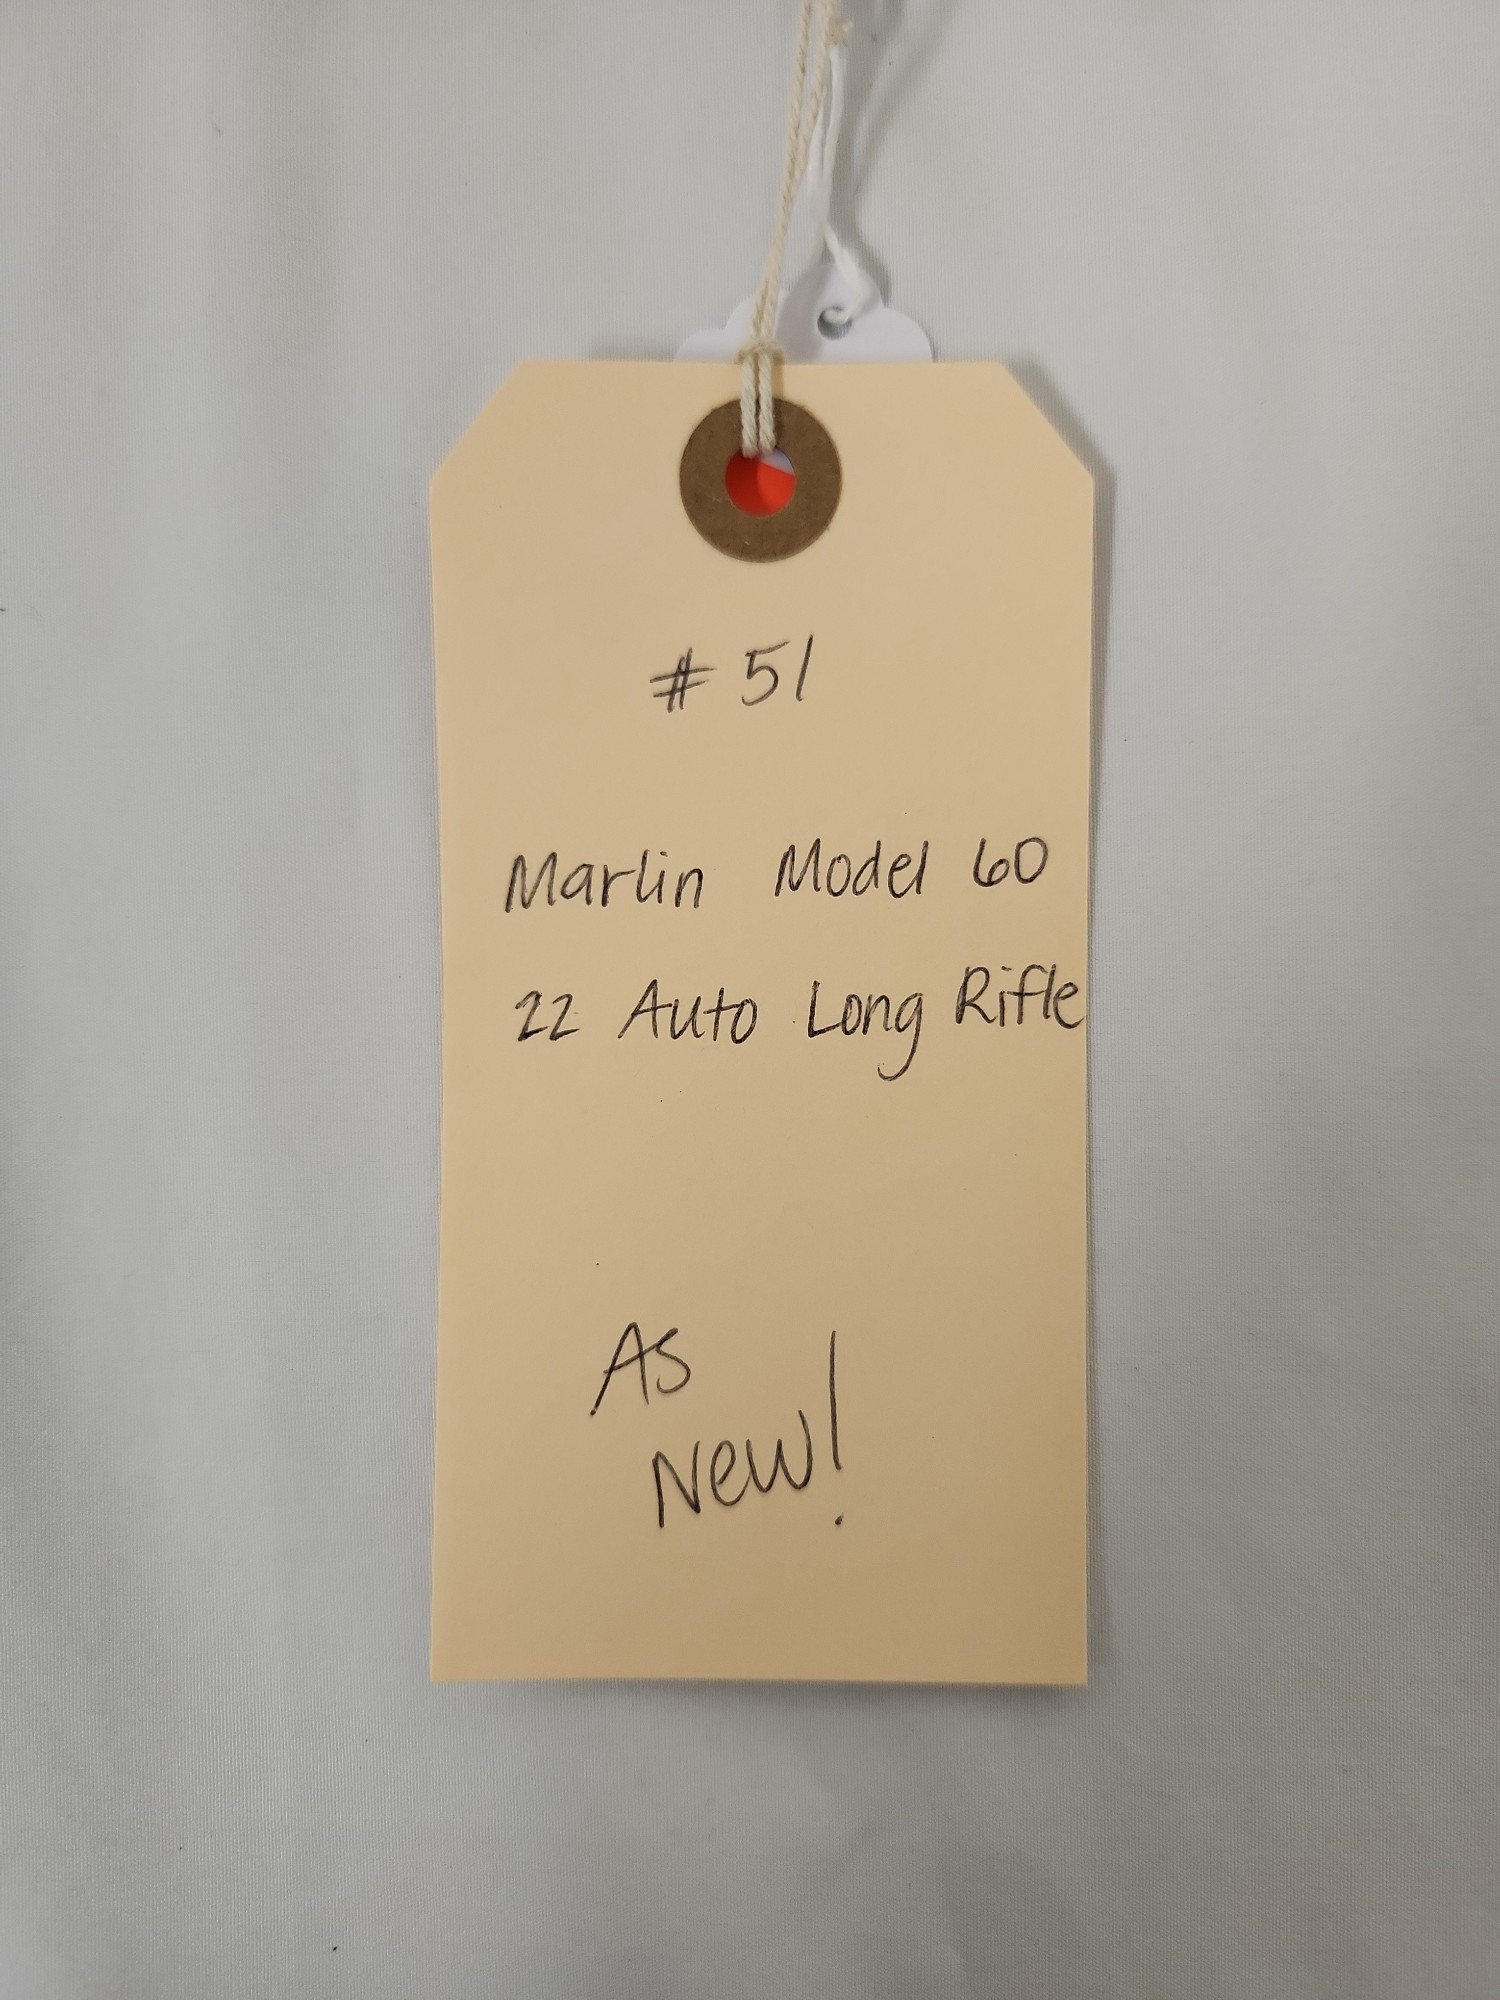 # 51
Marlin Model 60
22 Auto Long Rifle
As
New!